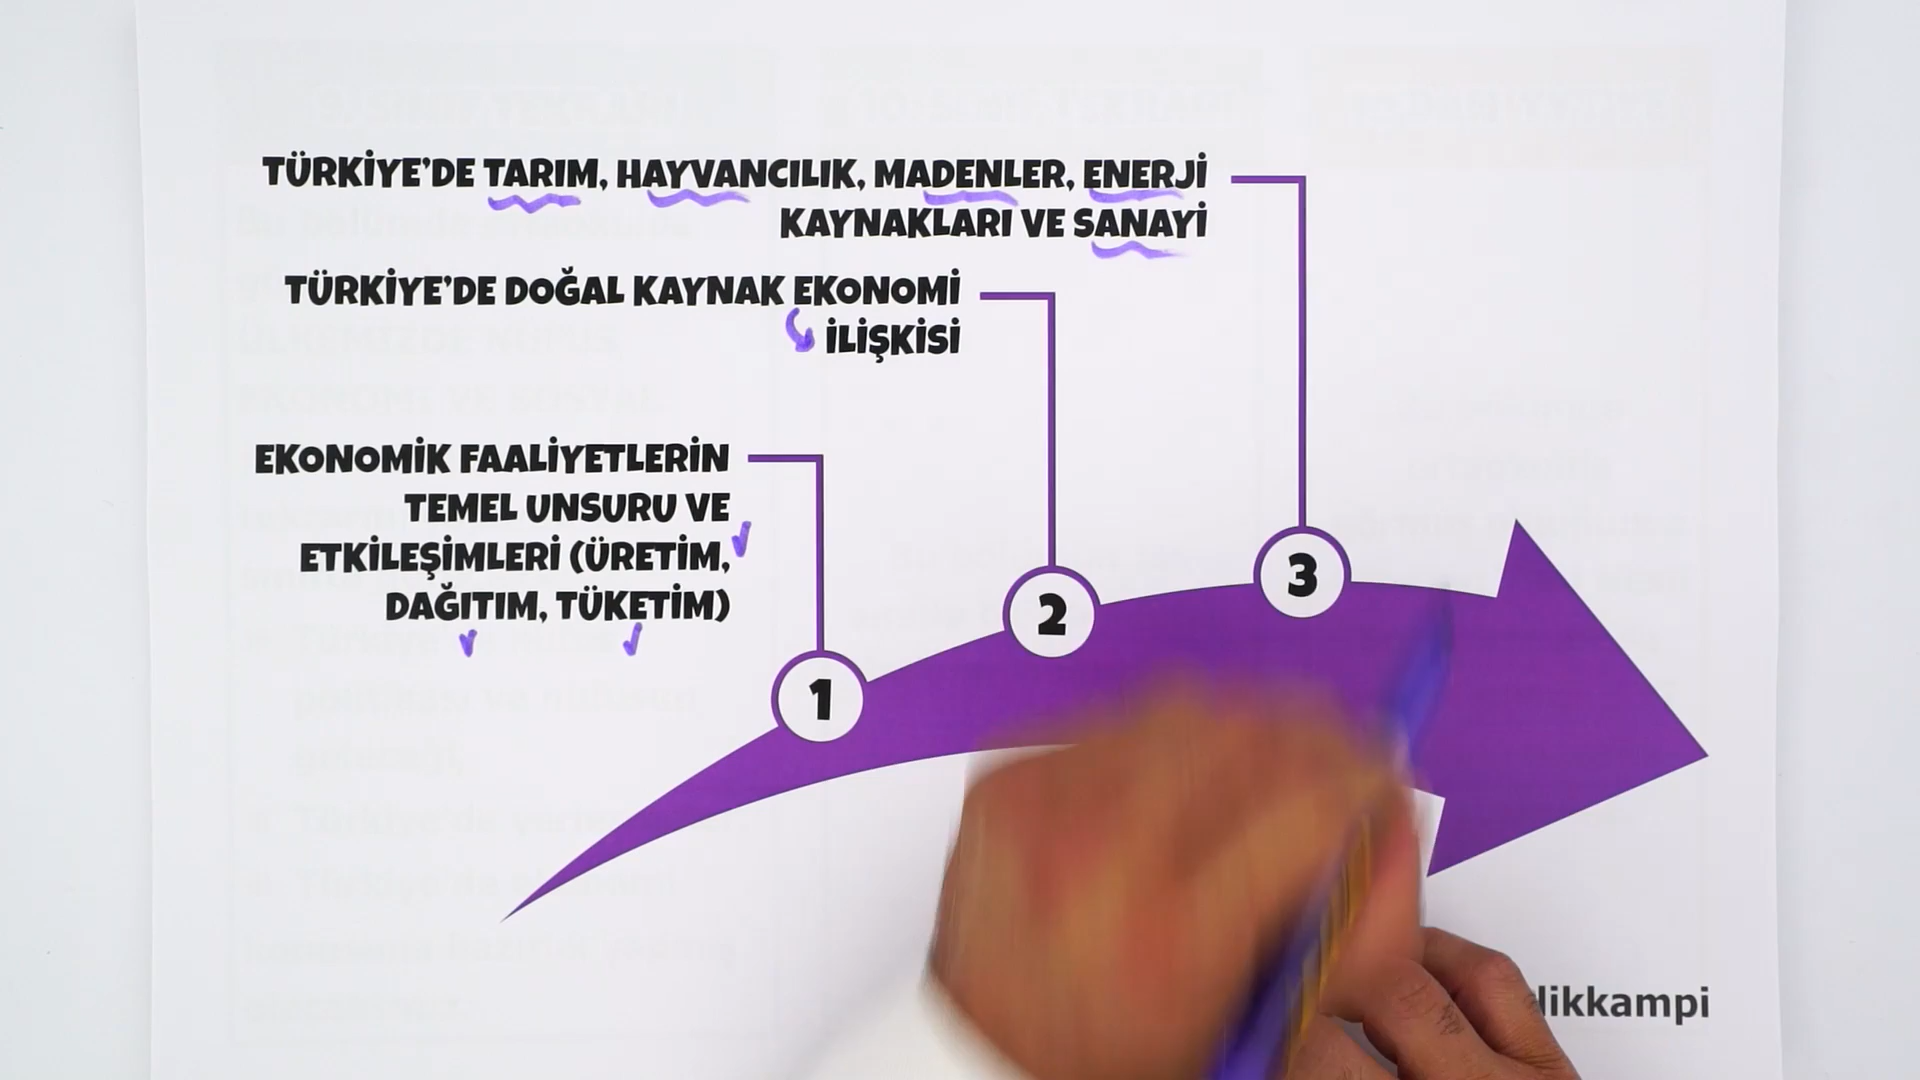 TÜRKİYE'DE TARIM, HAYVANCILIK, MADENLER, ENERJİ
KAYNAKLARI VE SANAYİ
TÜRKİYE'DE DOĞAL KAYNAK EKONOMİ
İLİŞKİSİ
EKONOMİK FAALİYETLERİN
TEMEL UNSURU VE
ETKİLEŞİMLERİ (ÜRETİM,
DAĞITIM, TÜKETİM)
1
2
3
likkampi